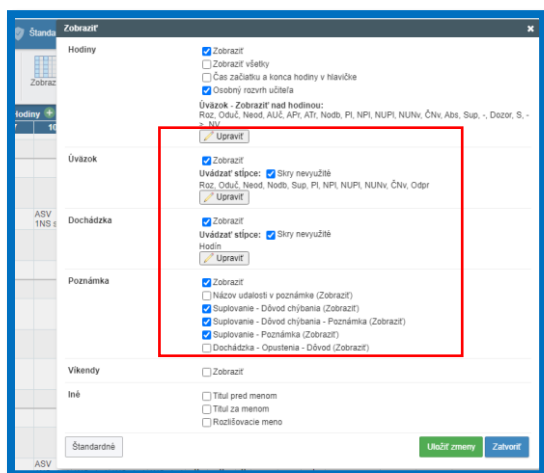 Štanda
Zobraziť
×
Zobraz
Hodiny
10
ASV
1NS s
ASV
Hodiny
Zobraziť
Zobraziť všetky
Čas začiatku a konca hodiny v hlavičke
Osobný rozvrh učiteľa
Úväzok - Zobraziť nad hodinou:
Roz, Oduč, Neod, AUč, APr, ATr, Nodb, PI, NPI, NUPI, NUNv, ČNv, Abs, Sup, -, Dozor, S, -
>, NV
Upraviť
Úväzok
Zobraziť
Uvádzať stĺpce: Skry nevyužité
Roz, Oduč, Neod, Nodb, Sup, PI, NPI, NUPI, NUNv, ČNv, Odpr
Upraviť
Dochádzka
Zobraziť
Uvádzať stĺpce: Skry nevyužité
Hodín
Upraviť
Poznámka
Zobraziť
Názov udalosti v poznámke (Zobraziť)
Suplovanie - Dôvod chýbania (Zobraziť)
Suplovanie - Dôvod chýbania - Poznámka (Zobraziť)
Suplovanie - Poznámka (Zobraziť)
Dochádzka - Opustenia - Dôvod (Zobraziť)
Víkendy
Zobraziť
Iné
Titul pred menom
Titul za menom
Rozlišovacie meno
Štandardné
Uložiť zmeny
Zatvoriť